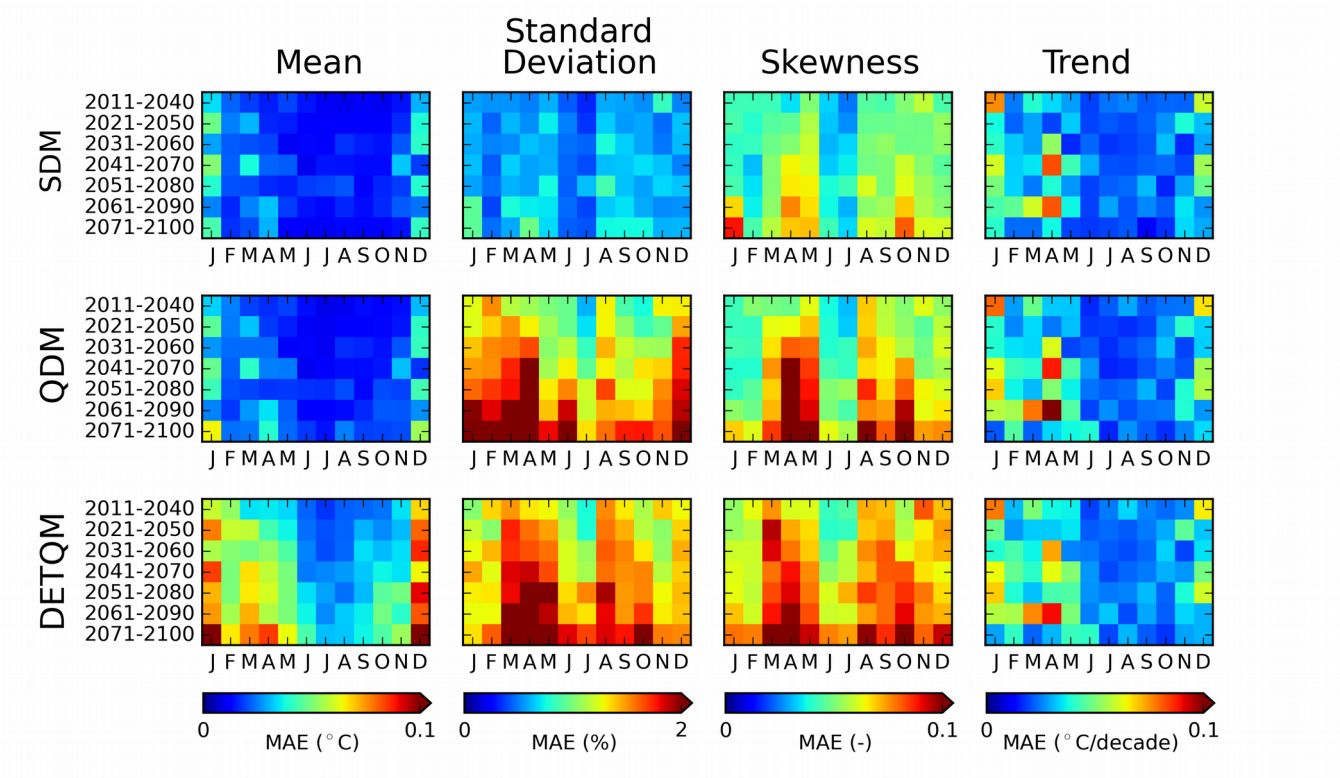 Mean
Standard
Deviation
Skewness
Trend
SDM
2011-2040
2021-2050
2031-2060
2041-2070
2051-2080
2061-2090
2071-2100
J F M A M J J A S O N D
J F M A M J J A S O N D
J F M A M J J A S O N D
J F M A M J J A S O N D
QDM
2011-2040
2021-2050
2031-2060
2041-2070
2051-2080
2061-2090
2071-2100
J F M A M J J A S O N D
J F M A M J J A S O N D
J F M A M J J A S O N D
J F M A M J J A S O N D
DETQM
2011-2040
2021-2050
2031-2060
2041-2070
2051-2080
2061-2090
2071-2100
J F M A M J J A S O N D
J F M A M J J A S O N D
J F M A M J J A S O N D
J F M A M J J A S O N D
0 0.1
MAE (°C)
0 2
MAE (%)
0 0.1
MAE (-)
0 0.1
MAE (°C/decade)